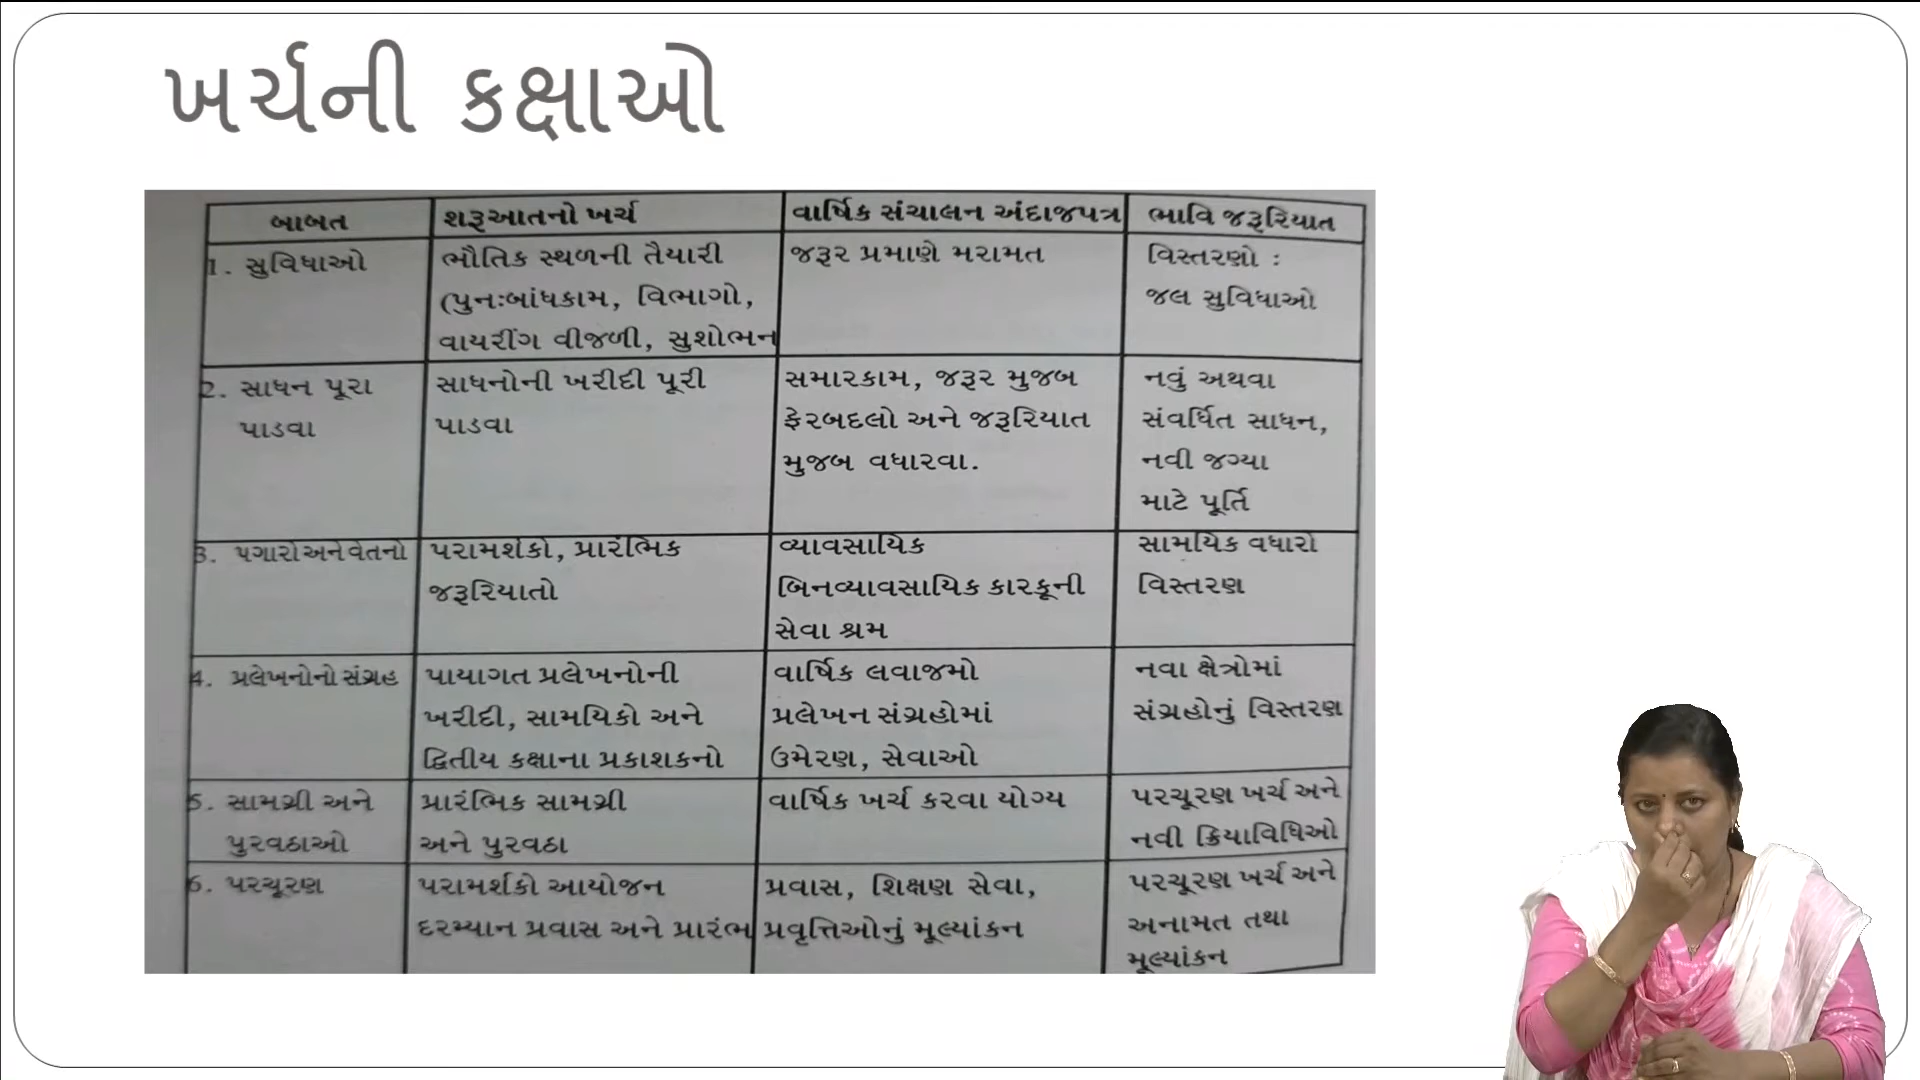 ખર્ચની કક્ષાઓ
બાબત | શરૂઆતનો ખર્ચ | વાર્ષિક સંચાલન અંદાજપત્ર | ભાવિ જરૂરિયાત
1. સુવિધાઓ | ભૌતિક સ્થળની તૈયારી | જરૂર પ્રમાણે મરામત | વિસ્તરણો :
(પુનઃબાંધકામ, વિભાગો, | જલ સુવિધાઓ
વાયરીંગ વીજળી, સુશોભન
2. સાધન પૂરા | સાધનોની ખરીદી પૂરી | સમારકામ, જરૂર મુજબ | નવું અથવા
પાડવા | પાડવા | ફેરબદલો અને જરૂરિયાત | સંવર્ધિત સાધન,
મુજબ વધારવા. | નવી જગ્યા
માટે પૂર્તિ
3. પગારો અને વેતનો | પરામર્શકો, પ્રારંભિક | વ્યાવસાયિક | સામયિક વધારો
જરૂરિયાતો | બિનવ્યાવસાયિક કારકૂની | વિસ્તરણ
સેવા શ્રમ
4. પ્રલેખનોનો સંગ્રહ | પાયાગત પ્રલેખનોની | વાર્ષિક લવાજમો | નવા ક્ષેત્રોમાં
ખરીદી, સામયિકો અને | પ્રલેખન સંગ્રહોમાં | સંગ્રહોનું વિસ્તરણ
દ્વિતીય કક્ષાના પ્રકાશકનો | ઉમેરણ, સેવાઓ
5. સામગ્રી અને | પ્રારંભિક સામગ્રી | વાર્ષિક ખર્ચ કરવા યોગ્ય | પરચૂરણ ખર્ચ અને
પુરવઠાઓ | અને પુરવઠા | નવી ક્રિયાવિધિઓ
6. પરચૂરણ | પરામર્શકો આયોજન | પ્રવાસ, શિક્ષણ સેવા, | પરચૂરણ ખર્ચ અને
દરમ્યાન પ્રવાસ અને પ્રારંભ | પ્રવૃત્તિઓનું મૂલ્યાંકન | અનામત તથા
મૂલ્યાંકન